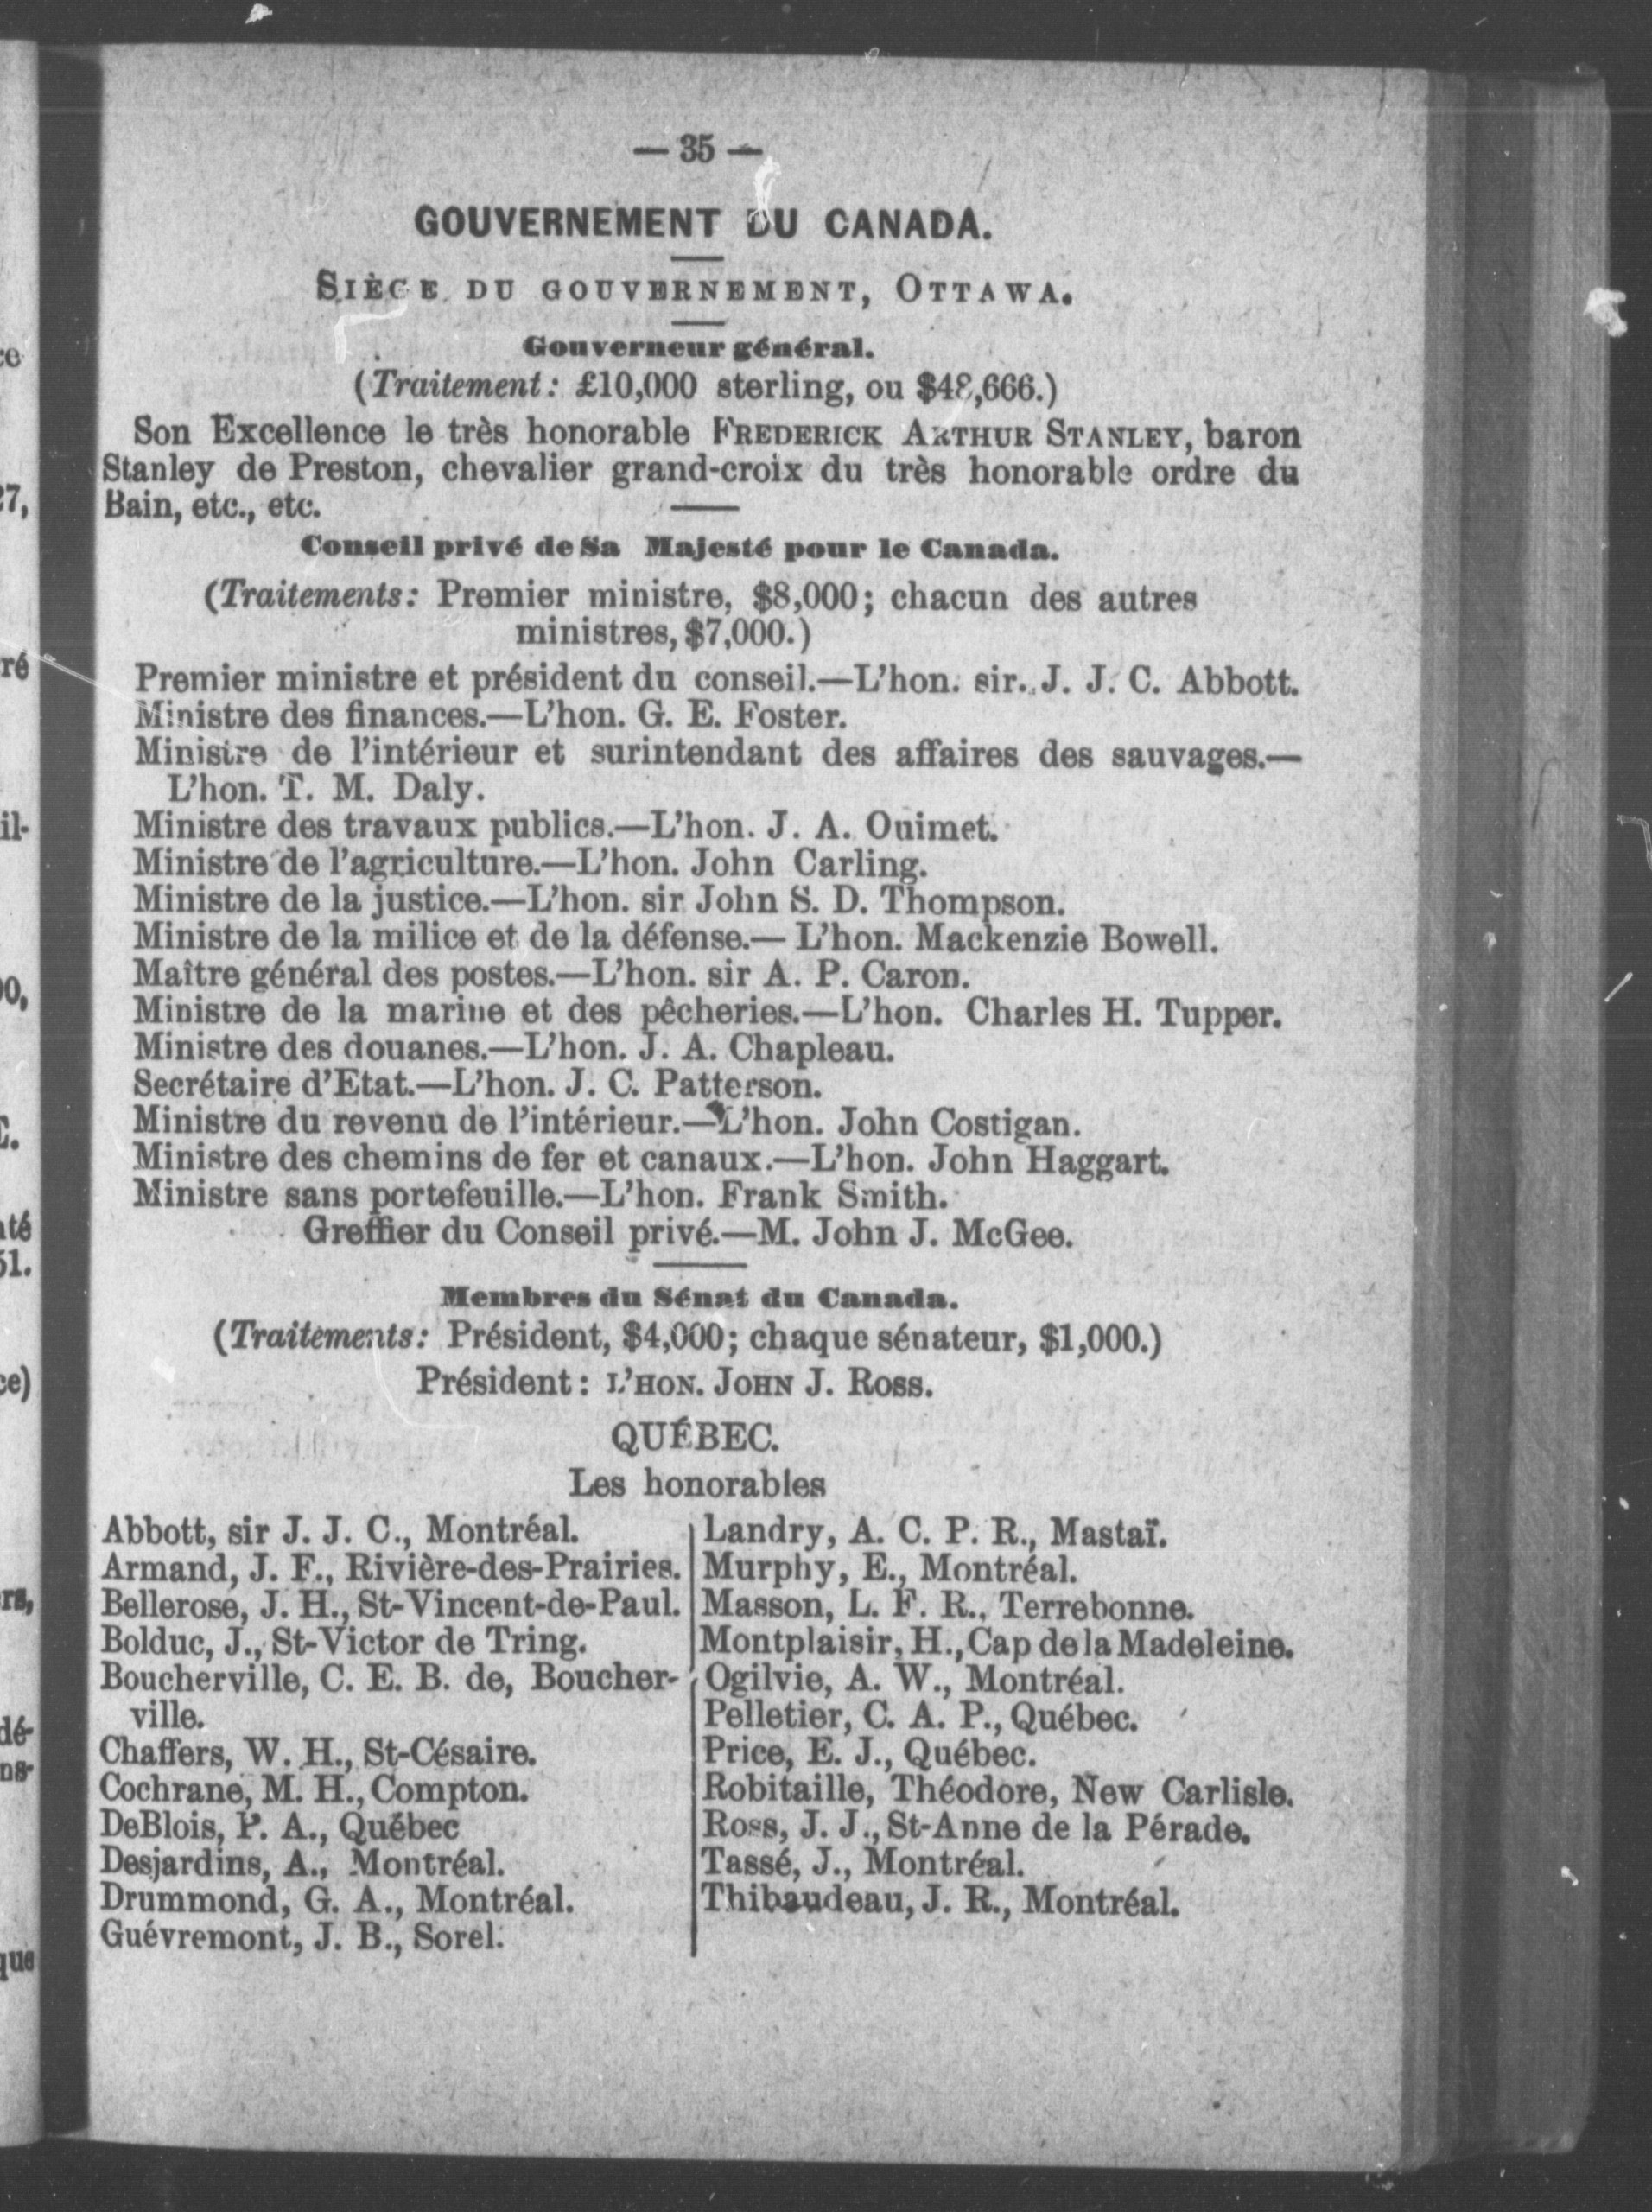 — 35 —
GOUVERNEMENT DU CANADA.
SIÈGE DU GOUVERNEMENT, OTTAWA.
Gouverneur général.
(Traitement: £10,000 sterling, ou $48,666.)
Son Excellence le très honorable FREDERICK ARTHUR STANLEY, baron
Stanley de Preston, chevalier grand-croix du très honorable ordre du
Bain, etc., etc.
Conseil privé de Sa Majesté pour le Canada.
(Traitements: Premier ministre, $8,000; chacun des autres
ministres, $7,000.)
Premier ministre et président du conseil.—L'hon. sir. J. J. C. Abbott.
Ministre des finances.—L'hon. G. E. Foster.
Ministre de l'intérieur et surintendant des affaires des sauvages.—
L'hon. T. M. Daly.
Ministre des travaux publics.—L'hon. J. A. Ouimet.
Ministre de l'agriculture.—L'hon. John Carling.
Ministre de la justice.—L'hon. sir John S. D. Thompson.
Ministre de la milice et de la défense.— L'hon. Mackenzie Bowell.
Maître général des postes.—L'hon. sir A. P. Caron.
Ministre de la marine et des pêcheries.—L'hon. Charles H. Tupper.
Ministre des douanes.—L'hon. J. A. Chapleau.
Secrétaire d'Etat.—L'hon. J. C. Patterson.
Ministre du revenu de l'intérieur.—L'hon. John Costigan.
Ministre des chemins de fer et canaux.—L'hon. John Haggart.
Ministre sans portefeuille.—L'hon. Frank Smith.
Greffier du Conseil privé.—M. John J. McGee.
Membres du Sénat du Canada.
(Traitements: Président, $4,000; chaque sénateur, $1,000.)
Président: L'HON. JOHN J. ROSS.
QUÉBEC.
Les honorables
Abbott, sir J. J. C., Montréal.
Armand, J. F., Rivière-des-Prairies.
Bellerose, J. H., St-Vincent-de-Paul.
Bolduc, J., St-Victor de Tring.
Boucherville, C. E. B. de, Boucher-
ville.
Chaffers, W. H., St-Césaire.
Cochrane, M. H., Compton.
DeBlois, P. A., Québec
Desjardins, A., Montréal.
Drummond, G. A., Montréal.
Guévremont, J. B., Sorel.
Landry, A. C. P. R., Mastaï.
Murphy, E., Montréal.
Masson, L. F. R., Terrebonne.
Montplaisir, H., Cap de la Madeleine.
Ogilvie, A. W., Montréal.
Pelletier, C. A. P., Québec.
Price, E. J., Québec.
Robitaille, Théodore, New Carlisle.
Ross, J. J., St-Anne de la Pérade.
Tassé, J., Montréal.
Thibaudeau, J. R., Montréal.